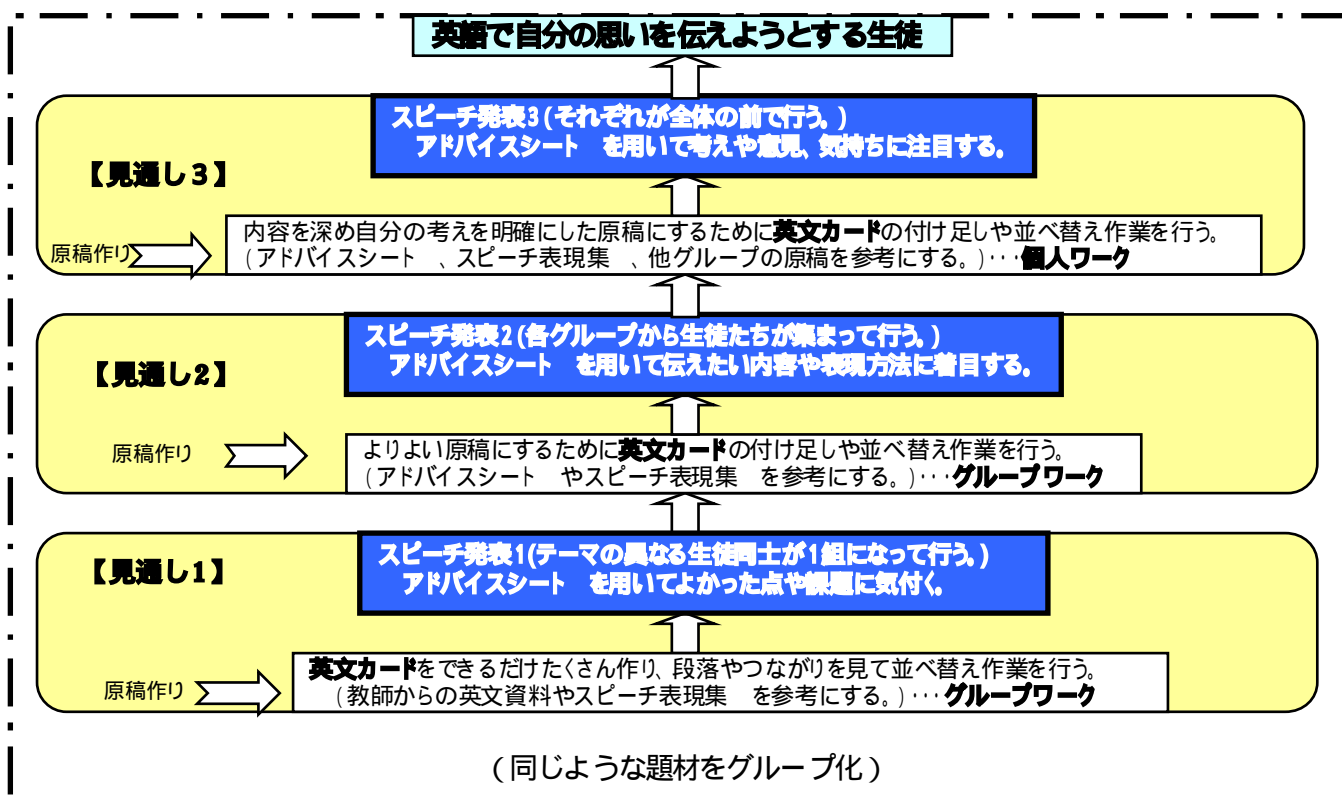 英語で自分の思いを伝えようとする生徒
スピーチ発表3(それぞれが全体の前で行う。)
アドバイスシート　を用いて考えや意見、気持ちに注目する。
【見通し3】
原稿作り
内容を深め自分の考えを明確にした原稿にするために英文カードの付け足しや並べ替え作業を行う。
(アドバイスシート　、スピーチ表現集　、他グループの原稿を参考にする。)･･･個人ワーク
スピーチ発表2(各グループから生徒たちが集まって行う。)
アドバイスシート　を用いて伝えたい内容や表現方法に着目する。
【見通し2】
原稿作り
よりよい原稿にするために英文カードの付け足しや並べ替え作業を行う。
(アドバイスシート　やスピーチ表現集　を参考にする。)･･･グループワーク
スピーチ発表1(テーマの異なる生徒同士が1組になって行う。)
アドバイスシート　を用いてよかった点や課題に気付く。
【見通し1】
原稿作り
英文カードをできるだけたくさん作り、段落やつながりを見て並べ替え作業を行う。
(教師からの英文資料やスピーチ表現集　を参考にする。)･･･グループワーク
(同じような題材をグループ化)